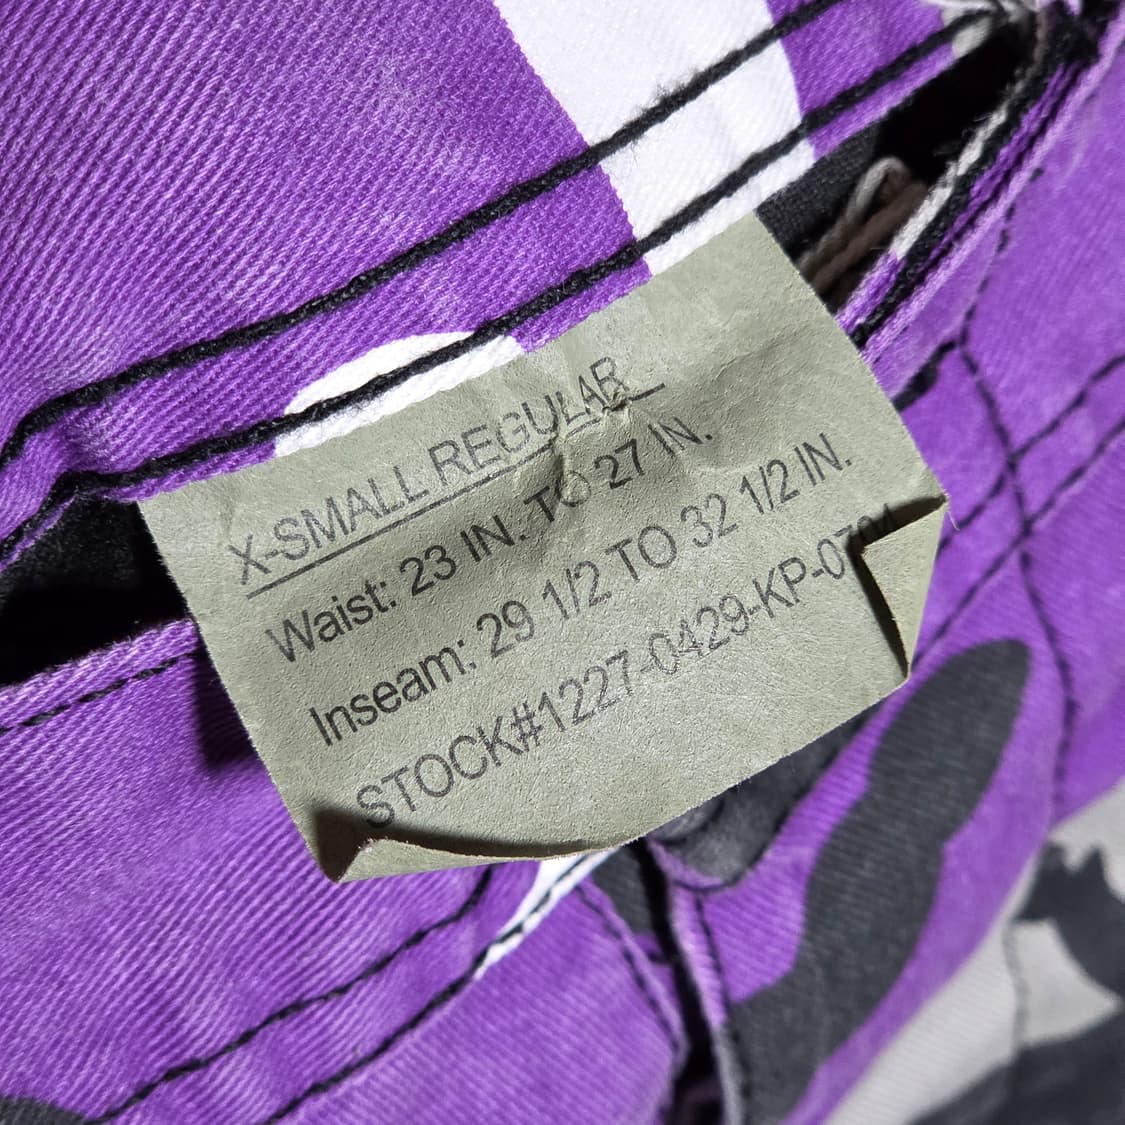 X-SMALL REGULAR
Waist: 23 IN. TO 27 IN.
Inseam: 29 1/2 TO 32 1/2 IN.
STOCK#1227-0429-KP-0704